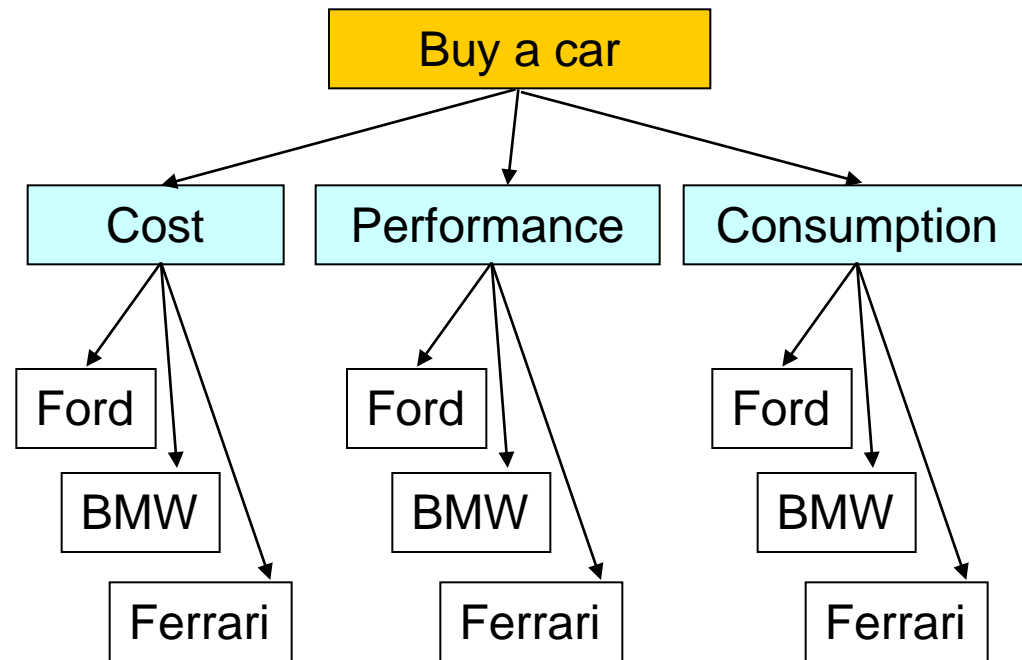 Buy a car
Cost
Performance
Consumption
Ford
Ford
Ford
BMW
BMW
BMW
Ferrari
Ferrari
Ferrari